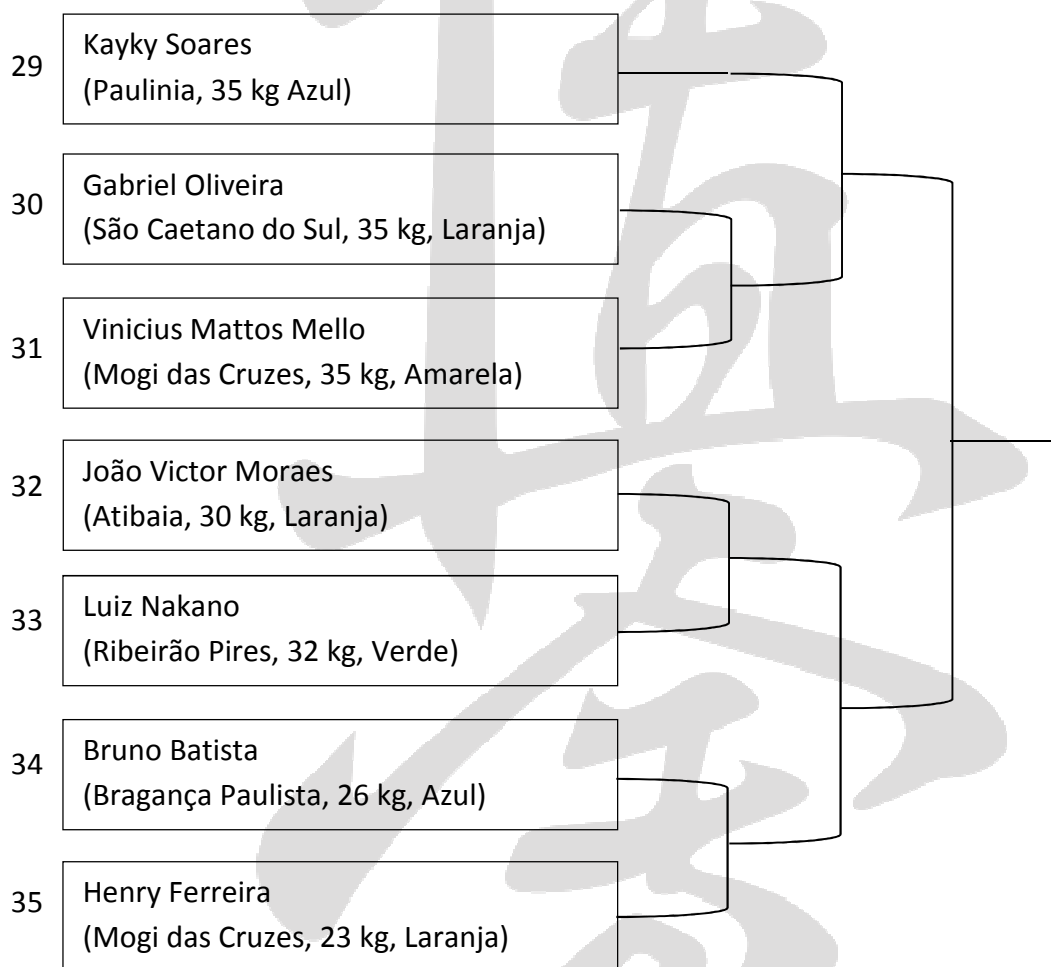 29
Kayky Soares
(Paulinia, 35 kg Azul)
30
Gabriel Oliveira
(São Caetano do Sul, 35 kg, Laranja)
31
Vinicius Mattos Mello
(Mogi das Cruzes, 35 kg, Amarela)
32
João Victor Moraes
(Atibaia, 30 kg, Laranja)
33
Luiz Nakano
(Ribeirão Pires, 32 kg, Verde)
34
Bruno Batista
(Bragança Paulista, 26 kg, Azul)
35
Henry Ferreira
(Mogi das Cruzes, 23 kg, Laranja)